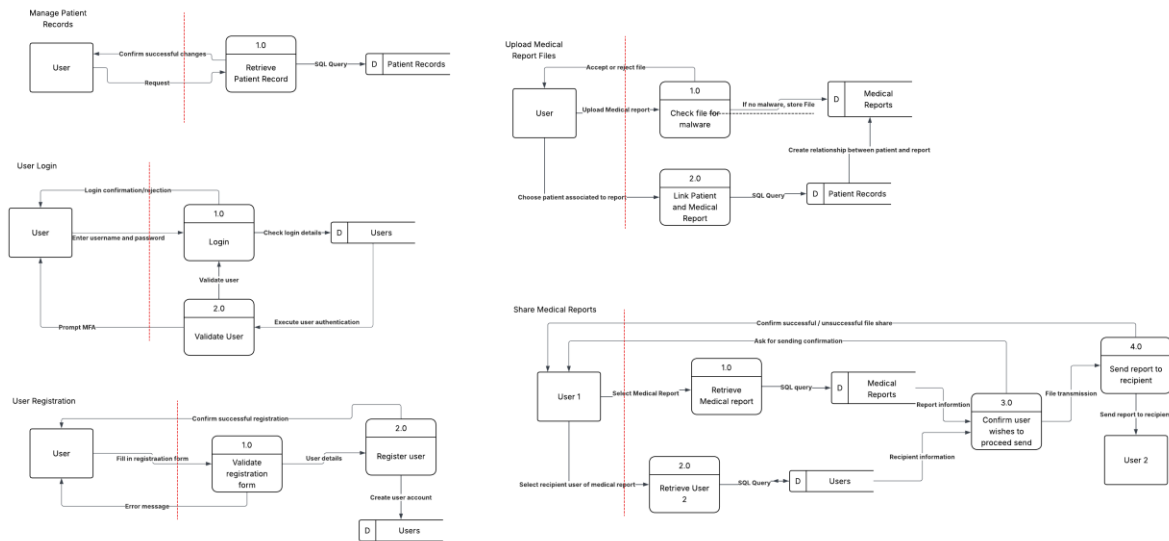 Manage Patient
Records
User
Confirm successful changes
Request
1.0
Retrieve
Patient Record
SQL Query
D
Patient Records
User Login
Login confirmation/rejection
User
Enter username and password
1.0
Login
Check login details
D
Users
Validate user
2.0
Validate User
Prompt MFA
Execute user authentication
User Registration
Confirm successful registration
User
Fill in registraation form
1.0
Validate
registration
form
User details
2.0
Register user
Error message
Create user account
D
Users
Upload Medical
Report Files
Accept or reject file
User
Upload Medical report
1.0
Check file for
malware
If no malware, store File
D
Medical
Reports
Create relationship between patient and report
Choose patient associated to report
2.0
Link Patient
and Medical
Report
SQL Query
D
Patient Records
Share Medical Reports
Confirm successful / unsuccessful file share
Ask for sending confirmation
User 1
Select Medical Report
1.0
Retrieve
Medical report
SQL query
D
Medical
Reports
Report informtion
3.0
Confirm user
wishes to
proceed send
File transmission
4.0
Send report to
recipient
Send report to recipien
User 2
Recipient information
Select recipient user of medical report
2.0
Retrieve User
2
SQL Query
D
Users